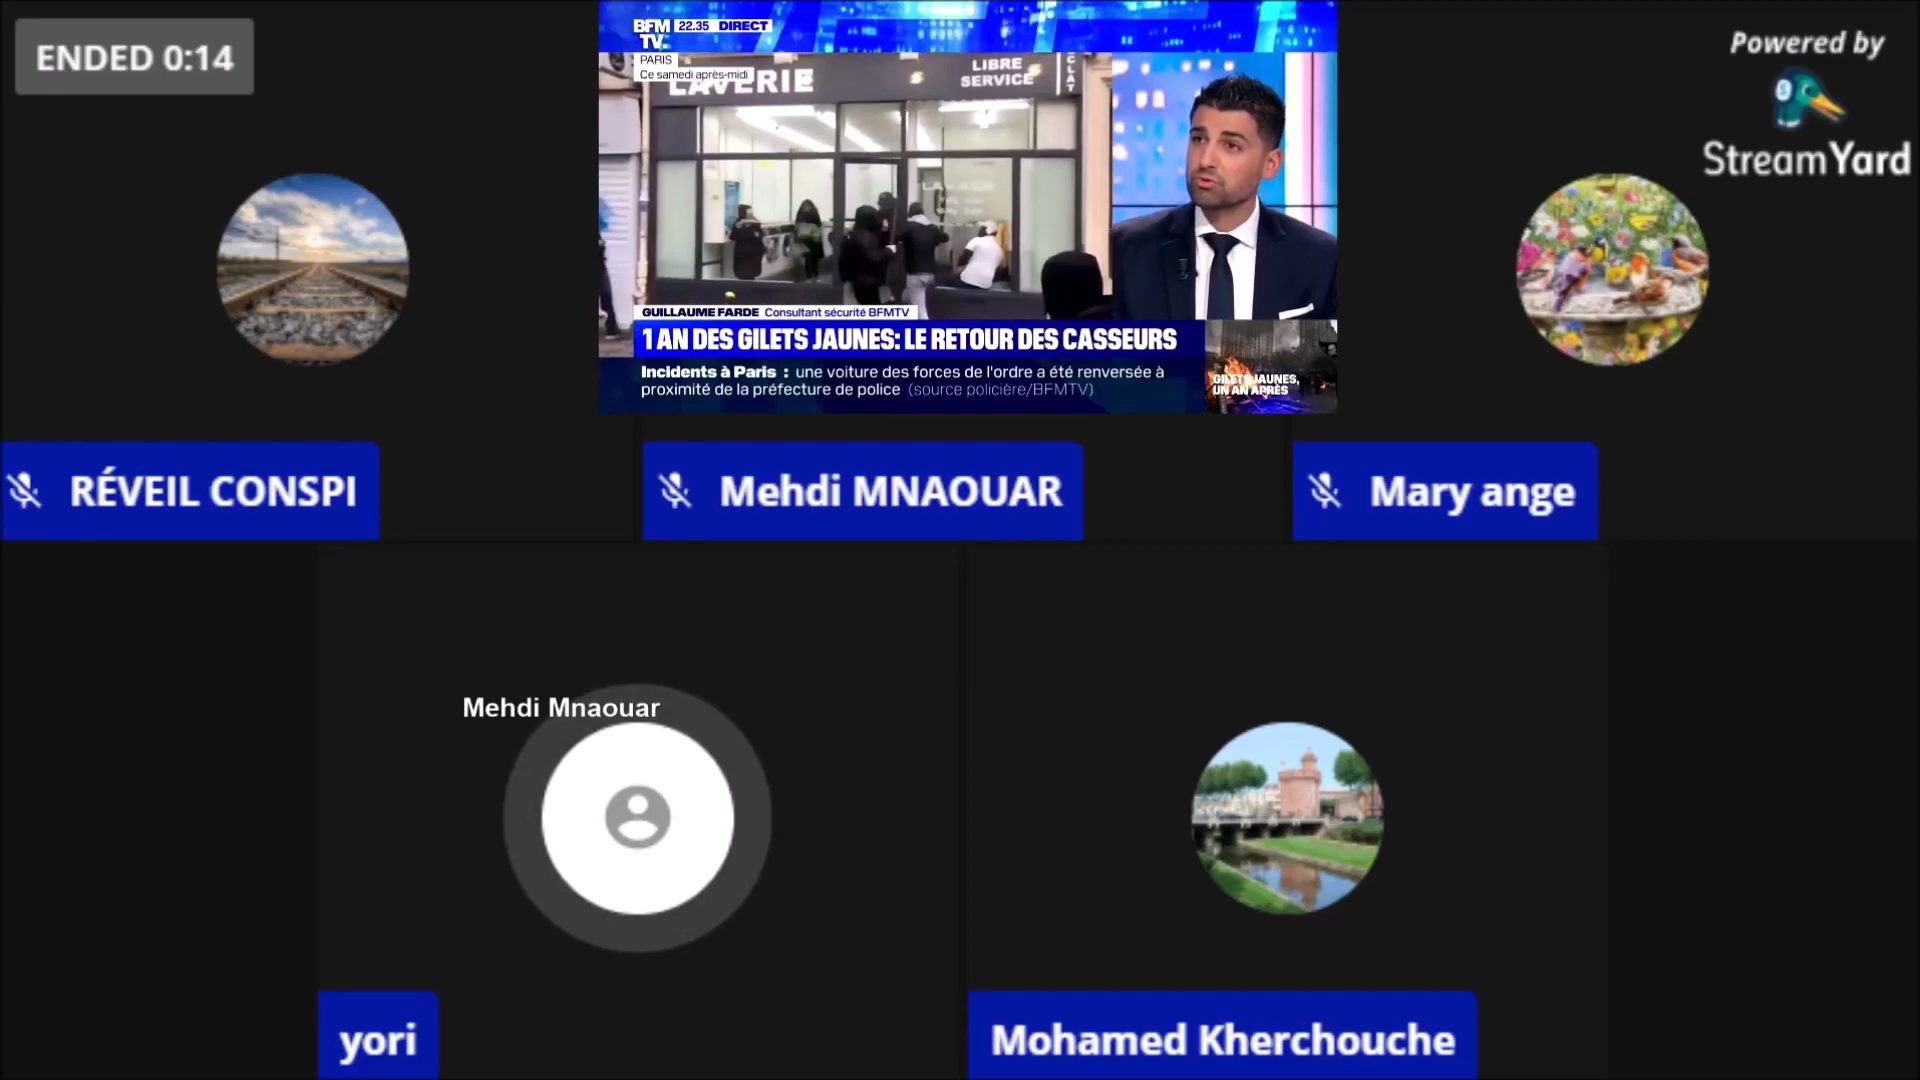 ENDED 0:14
BFM
TV.
22.35 DIRECT
PARIS
Ce samedi après-midi
LAVERIE
LIBRE
SERVICE
GUILLAUME FARDE Consultant sécurité BFMTV
1 AN DES GILETS JAUNES: LE RETOUR DES CASSEURS
Incidents à Paris : une voiture des forces de l'ordre a été renversée à
proximité de la préfecture de police (source policière/BFMTV)
GILETS JAUNES,
UN AN APRÈS
Powered by
StreamYard
RÉVEIL CONSPI
Mehdi MNAOUAR
Mary ange
Mehdi Mnaouar
yori
Mohamed Kherchouche